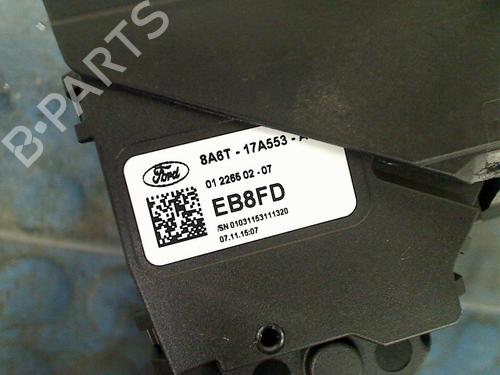 B-PARTS
Ford
8A6T - 17A553 -
01 2265 02 - 07
EB8FD
/SN 01031153111320
07.11.15:07